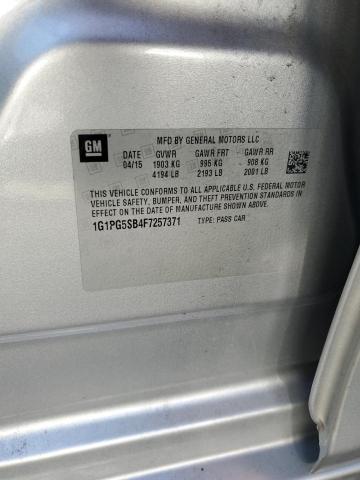 GM
MFD BY GENERAL MOTORS LLC
DATE GVWR GAWR FRT GAWR RR
04/15 1903 KG 995 KG 908 KG
4194 LB 2193 LB 2001 LB
THIS VEHICLE CONFORMS TO ALL APPLICABLE U.S. FEDERAL MOTOR
VEHICLE SAFETY, BUMPER, AND THEFT PREVENTION STANDARDS IN
EFFECT ON THE DATE OF MANUFACTURE SHOWN ABOVE.
1G1PG5SB4F7257371 TYPE: PASS CAR